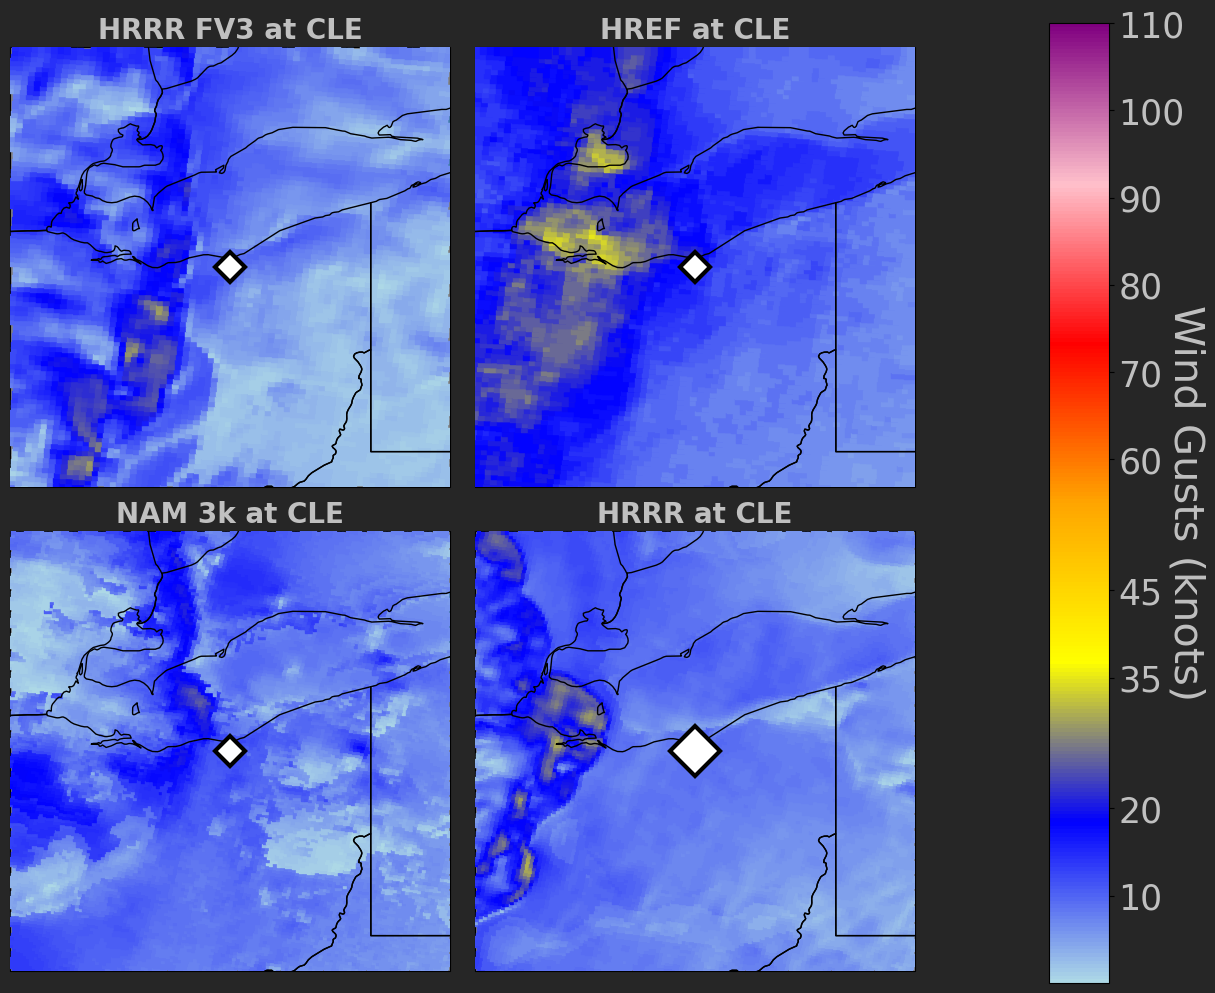 HRRR FV3 at CLE
HREF at CLE
NAM 3k at CLE
HRRR at CLE
110
100
90
80
70
60
45
35
20
10
Wind Gusts (knots)